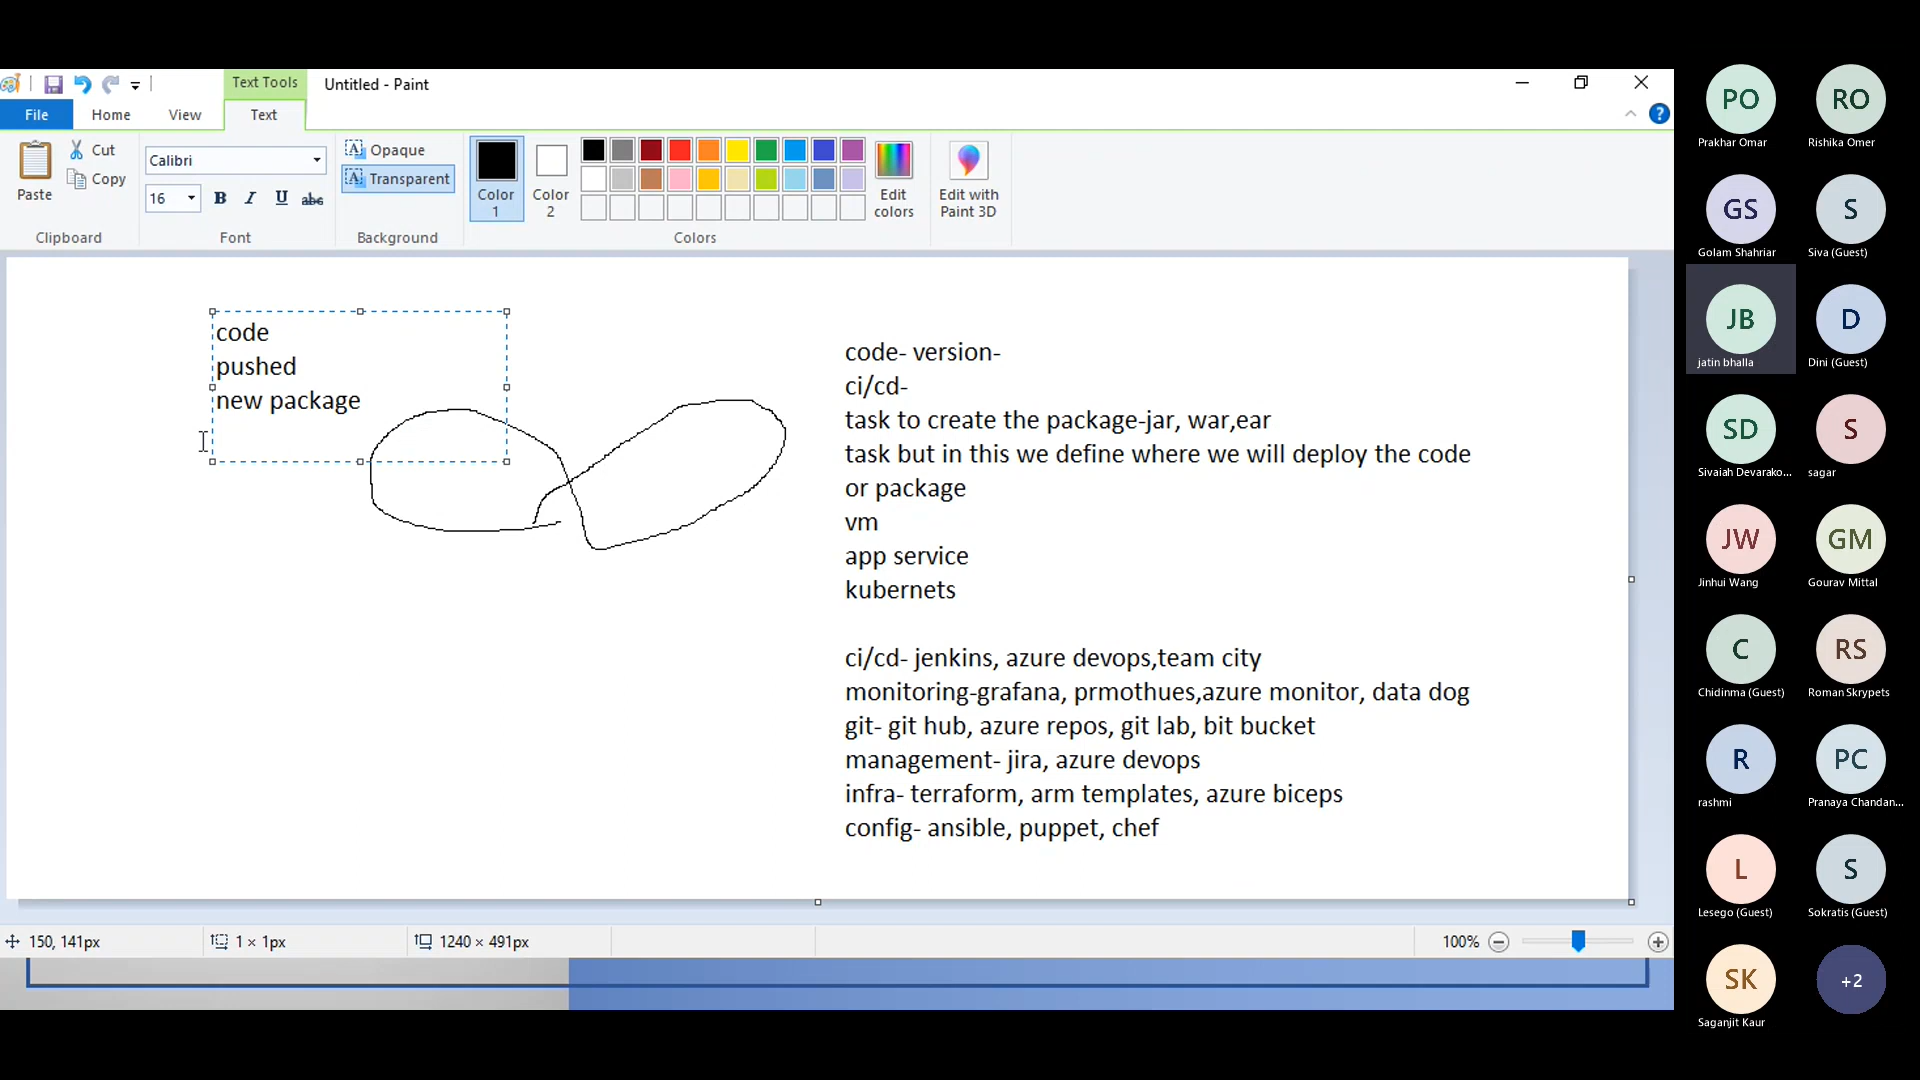 Text Tools
Untitled - Paint
File
Home
View
Text
Paste
Cut
Copy
Clipboard
Calibri
16
B
I
U
abc
Font
Opaque
Transparent
Background
Color
1
Color
2
Edit
colors
Colors
Edit with
Paint 3D
code
pushed
new package
code- version-
ci/cd-
task to create the package-jar, war,ear
task but in this we define where we will deploy the code
or package
vm
app service
kubernets
ci/cd- jenkins, azure devops,team city
monitoring-grafana, prmothues,azure monitor, data dog
git- git hub, azure repos, git lab, bit bucket
management- jira, azure devops
infra- terraform, arm templates, azure biceps
config- ansible, puppet, chef
150, 141px
1 × 1px
1240 × 491px
100%
PO
Prakhar Omar
RO
Rishika Omer
GS
Golam Shahriar
S
Siva (Guest)
JB
jatin bhalla
D
Dini (Guest)
SD
Sivaiah Devarako...
S
sagar
JW
Jinhui Wang
GM
Gourav Mittal
C
Chidinma (Guest)
RS
Roman Skrypets
R
rashmi
PC
Pranaya Chandan...
L
Lesego (Guest)
S
Sokratis (Guest)
SK
Saganjit Kaur
+2